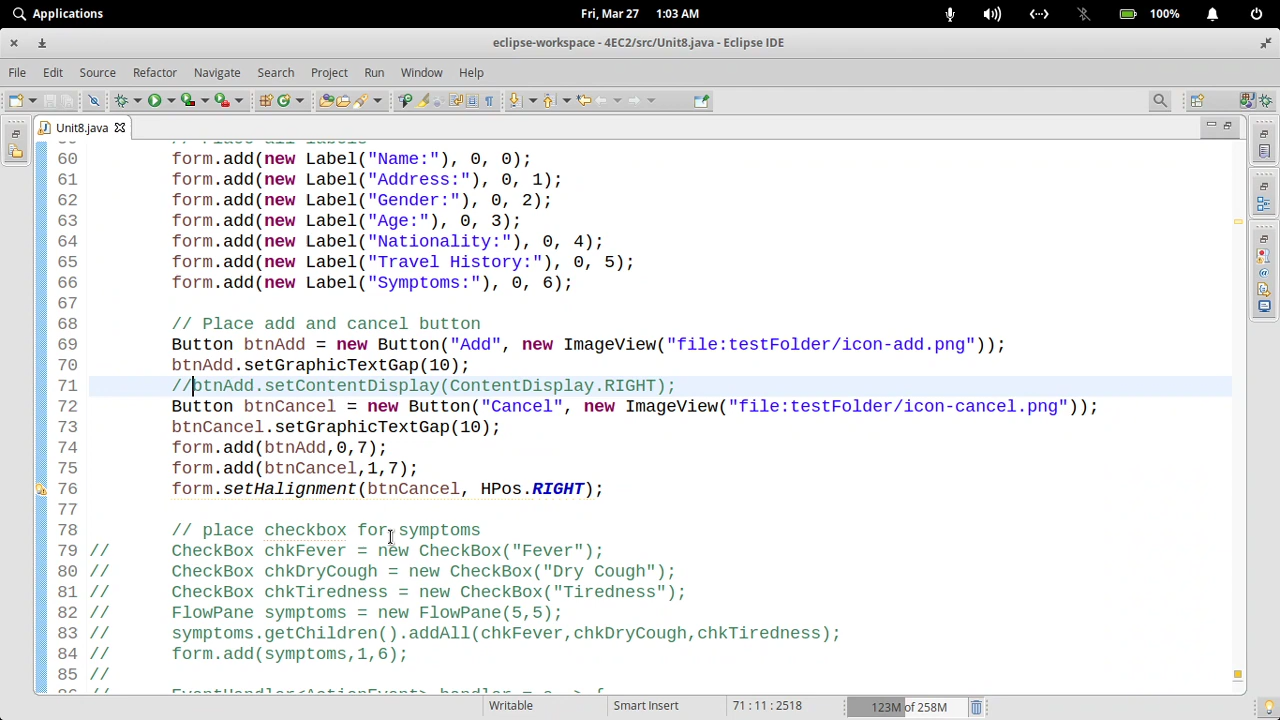 Applications
Fri, Mar 27 1:03 AM
100%
eclipse-workspace - 4EC2/src/Unit8.java - Eclipse IDE
File Edit Source Refactor Navigate Search Project Run Window Help
Unit8.java
// Place all labels
60 form.add(new Label("Name:"), 0, 0);
61 form.add(new Label("Address:"), 0, 1);
62 form.add(new Label("Gender:"), 0, 2);
63 form.add(new Label("Age:"), 0, 3);
64 form.add(new Label("Nationality:"), 0, 4);
65 form.add(new Label("Travel History:"), 0, 5);
66 form.add(new Label("Symptoms:"), 0, 6);
67
68 // Place add and cancel button
69 Button btnAdd = new Button("Add", new ImageView("file:testFolder/icon-add.png"));
70 btnAdd.setGraphicTextGap(10);
71 //btnAdd.setContentDisplay(ContentDisplay.RIGHT);
72 Button btnCancel = new Button("Cancel", new ImageView("file:testFolder/icon-cancel.png"));
73 btnCancel.setGraphicTextGap(10);
74 form.add(btnAdd,0,7);
75 form.add(btnCancel,1,7);
76 form.setHalignment(btnCancel, HPos.RIGHT);
77
78 // place checkbox for symptoms
79 // CheckBox chkFever = new CheckBox("Fever");
80 // CheckBox chkDryCough = new CheckBox("Dry Cough");
81 // CheckBox chkTiredness = new CheckBox("Tiredness");
82 // FlowPane symptoms = new FlowPane(5,5);
83 // symptoms.getChildren().addAll(chkFever,chkDryCough,chkTiredness);
84 // form.add(symptoms,1,6);
85 //
86 // EventHandler<ActionEvent> handler = e -> {
Writable Smart Insert 71 : 11 : 2518 123M of 258M